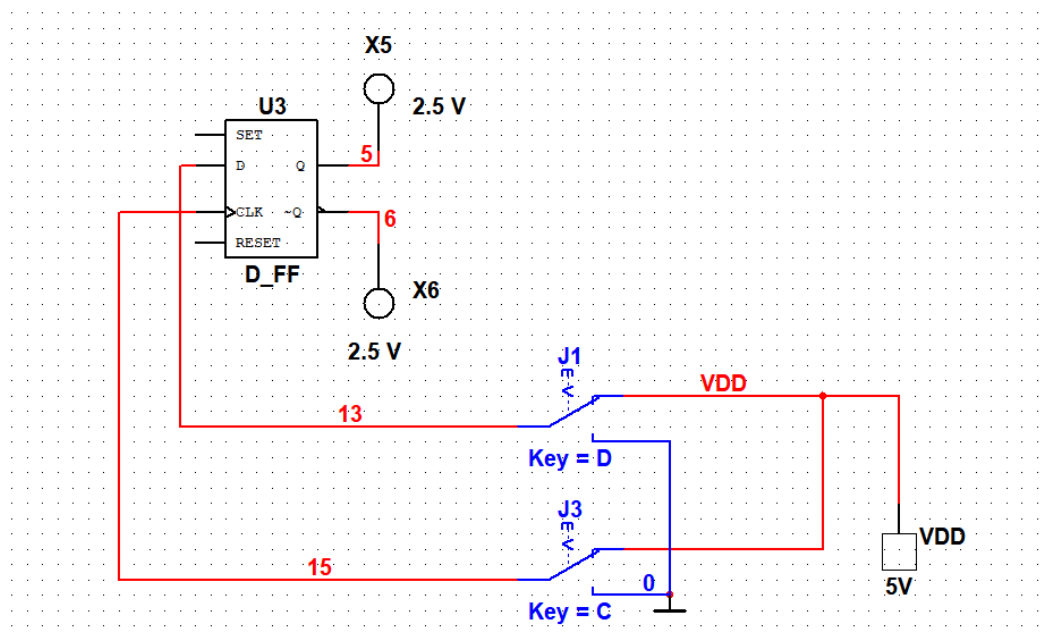 X5
2.5 V
U3
SET
D
Q
5
CLK
~Q
6
RESET
D_FF
X6
2.5 V
J1
VDD
13
Key = D
J3
VDD
15
0
5V
Key = C